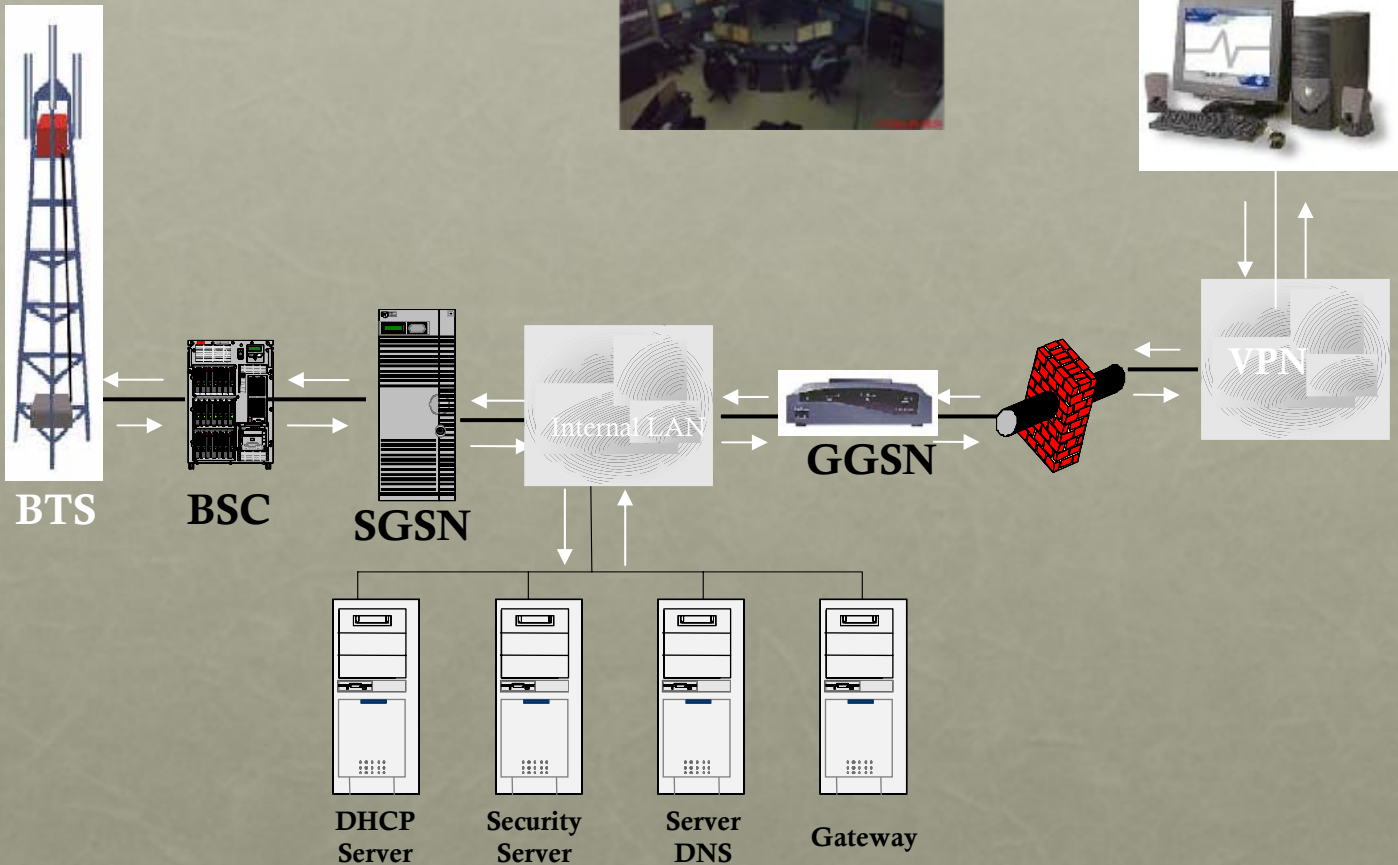 VPN
Internal LAN
GGSN
BTS
BSC
SGSN
DHCP
Server
Security
Server
Server
DNS
Gateway